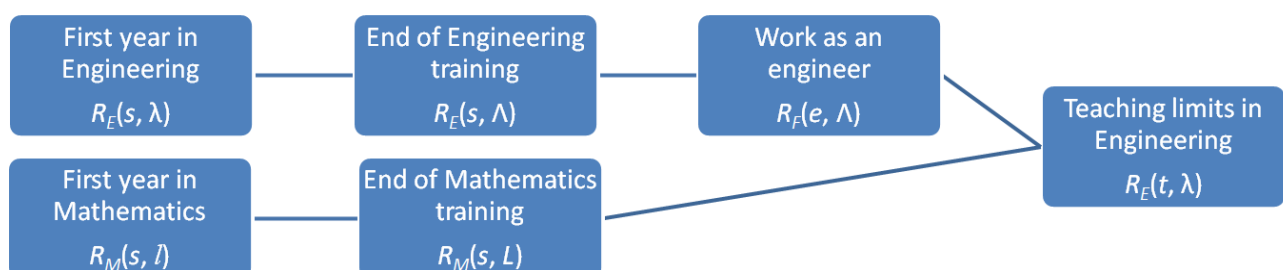 First year in
Engineering
R_E(s, λ)
End of Engineering
training
R_E(s, Λ)
Work as an
engineer
R_F(e, Λ)
Teaching limits in
Engineering
R_E(t, λ)
First year in
Mathematics
R_M(s, l)
End of Mathematics
training
R_M(s, L)